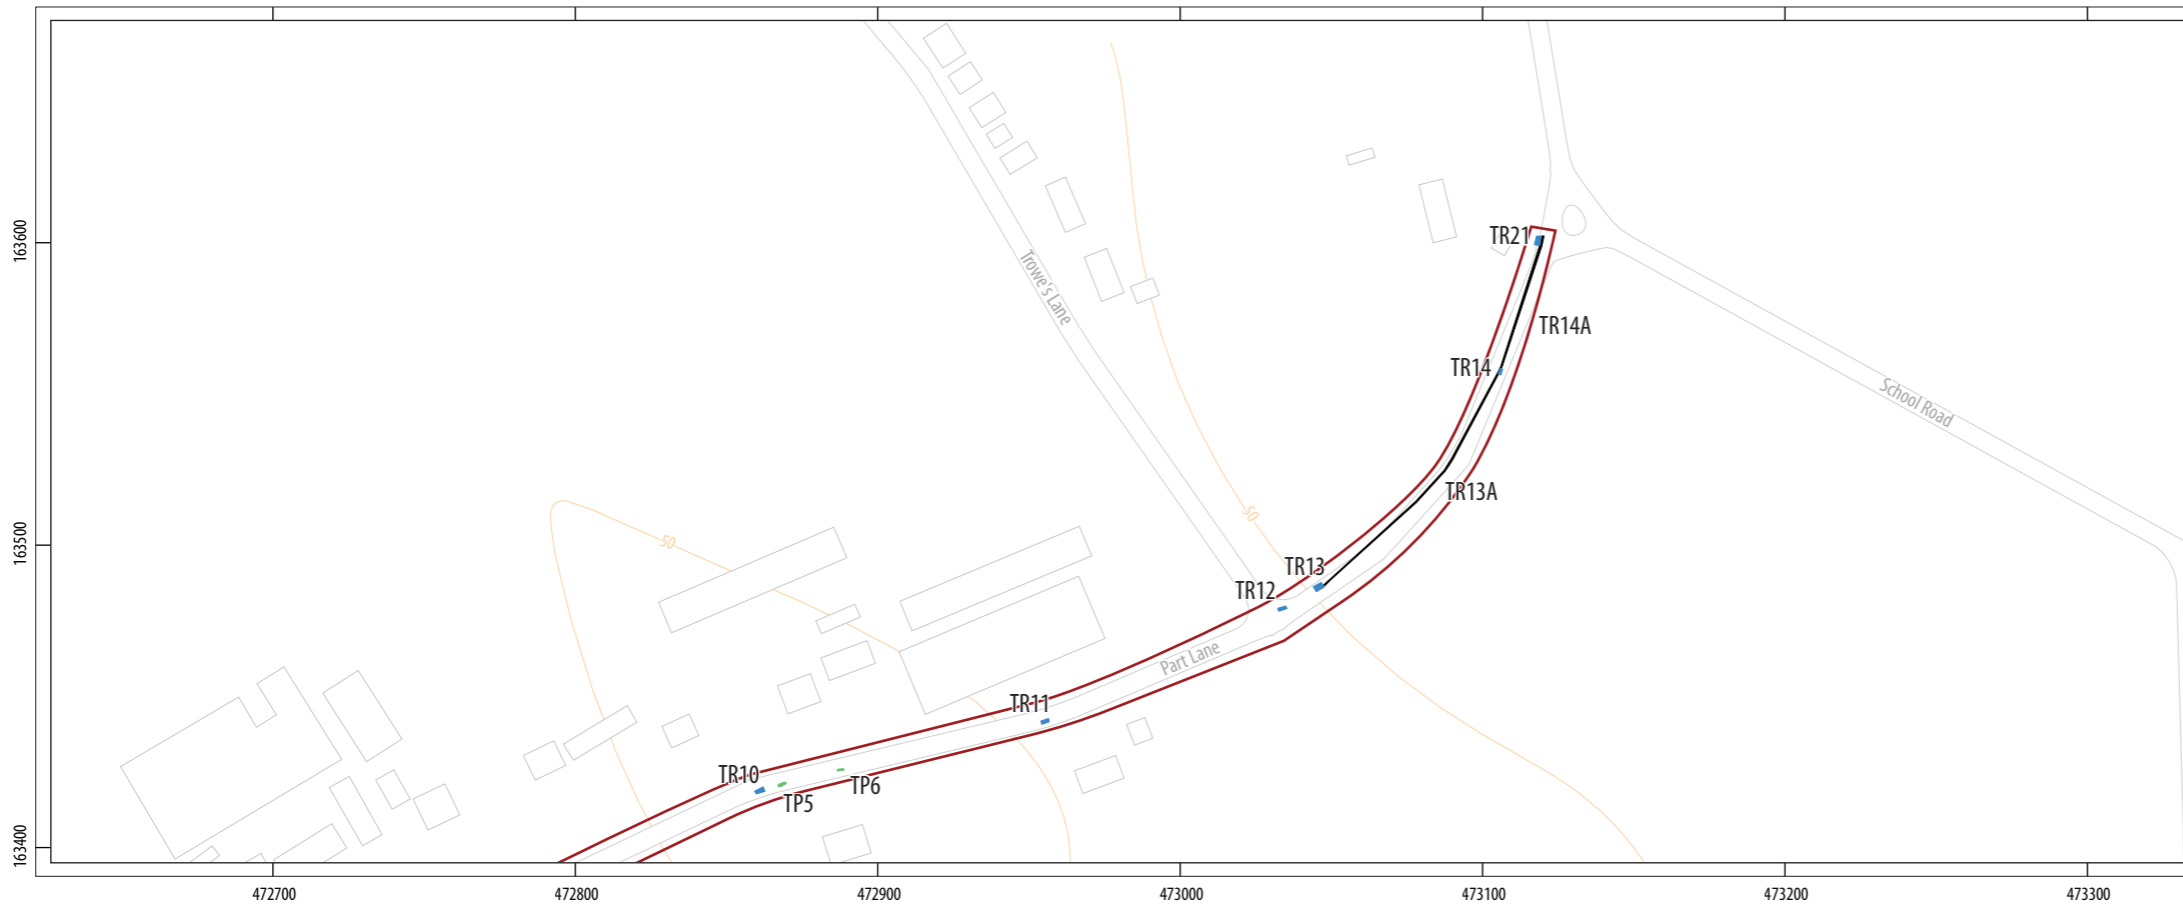 TR21
163600
Trowe's Lane
TR14A
TR14
School Road
TR13A
50
50
163500
TR13
TR12
Part Lane
TR11
TR10
TP6
TP5
163400
472700
472800
472900
473000
473100
473200
473300